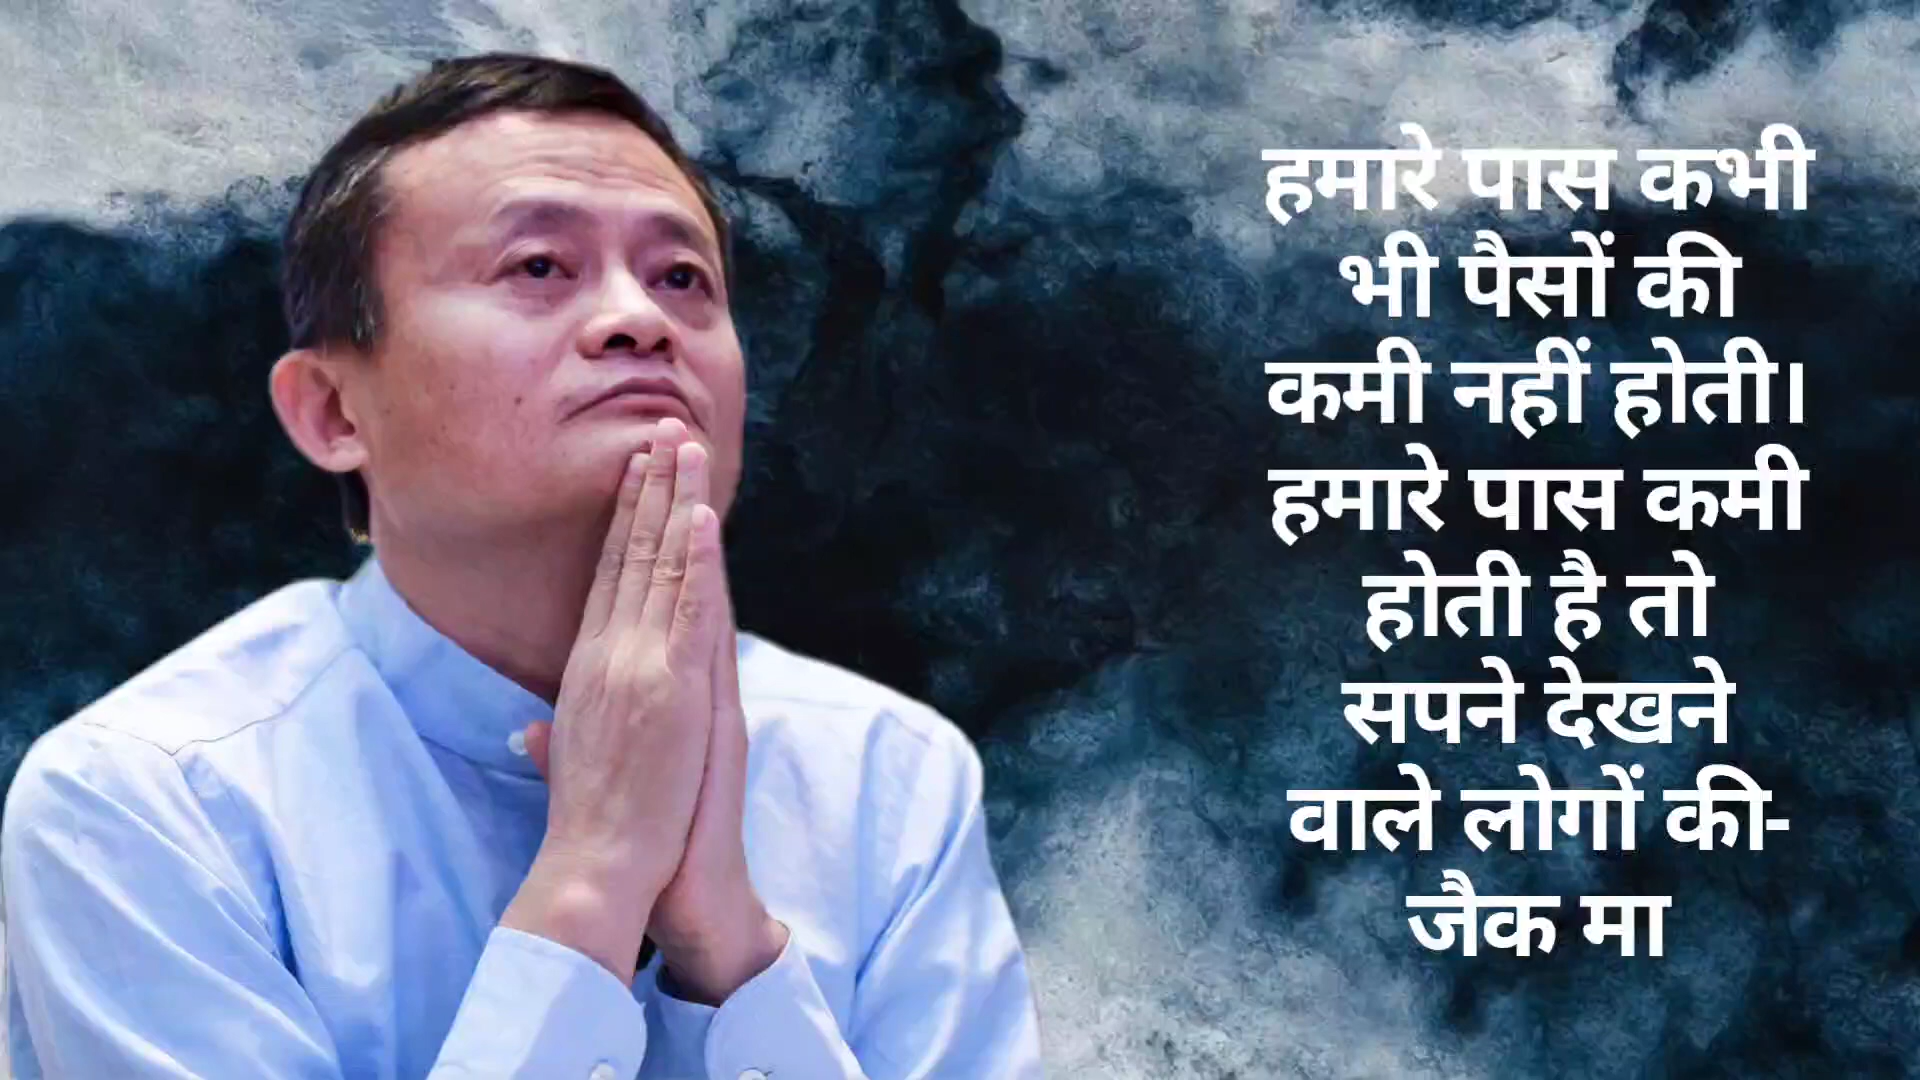 हमारे पास कभी
भी पैसों की
कमी नहीं होती।
हमारे पास कमी
होती है तो
सपने देखने
वाले लोगों की-
जैक मा